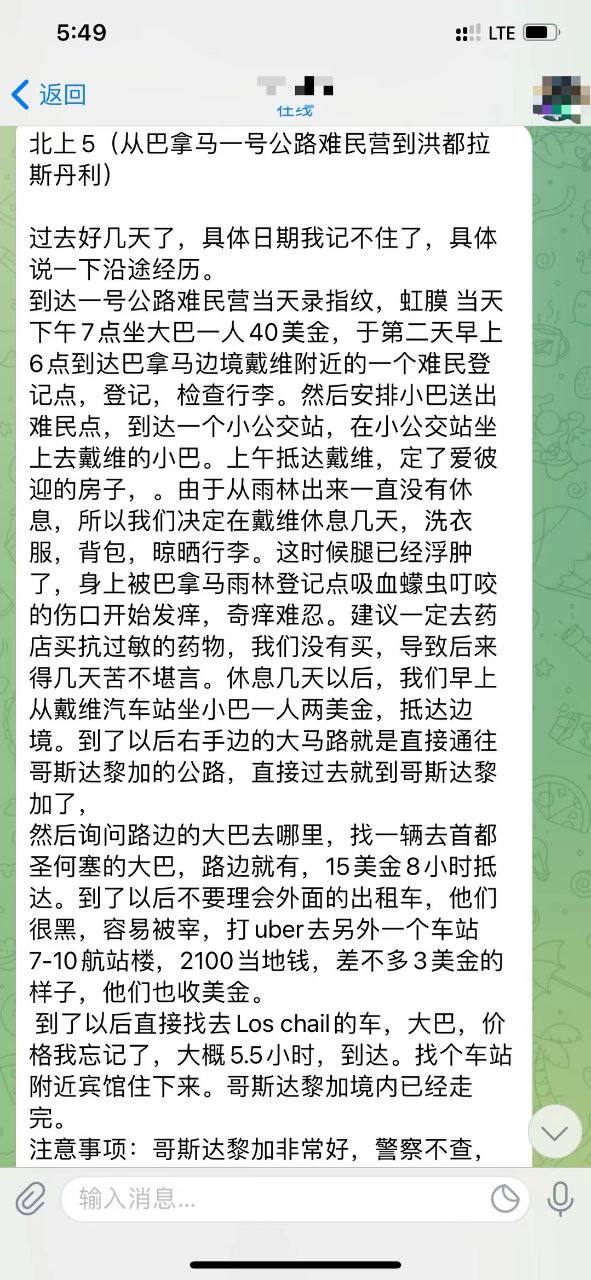 5:49
LTE
返回
在线
北上5（从巴拿马一号公路难民营到洪都拉
斯丹利）
过去好几天了，具体日期我记不住了，具体
说一下沿途经历。
到达一号公路难民营当天录指纹，虹膜 当天
下午7点坐大巴一人40美金，于第二天早上
6点到达巴拿马边境戴维附近的一个难民登
记点，登记，检查行李。然后安排小巴送出
难民点，到达一个小公交站，在小公交站坐
上去戴维的小巴。上午抵达戴维，定了爱彼
迎的房子，。由于从雨林出来一直没有休
息，所以我们决定在戴维休息几天，洗衣
服，背包，晾晒行李。这时候腿已经浮肿
了，身上被巴拿马雨林登记点吸血蠓虫叮咬
的伤口开始发痒，奇痒难忍。建议一定去药
店买抗过敏的药物，我们没有买，导致后来
得几天苦不堪言。休息几天以后，我们早上
从戴维汽车站坐小巴一人两美金，抵达边
境。到了以后右手边的大马路就是直接通往
哥斯达黎加的公路，直接过去就到哥斯达黎
加了，
然后询问路边的大巴去哪里，找一辆去首都
圣何塞的大巴，路边就有，15美金8小时抵
达。到了以后不要理会外面的出租车，他们
很黑，容易被宰，打uber去另外一个车站
7-10航站楼，2100当地钱，差不多3美金的
样子，他们也收美金。
到了以后直接找去Los chail的车，大巴，价
格我忘记了，大概5.5小时，到达。找个车站
附近宾馆住下来。哥斯达黎加境内已经走
完。
注意事项：哥斯达黎加非常好，警察不查，
输入消息...